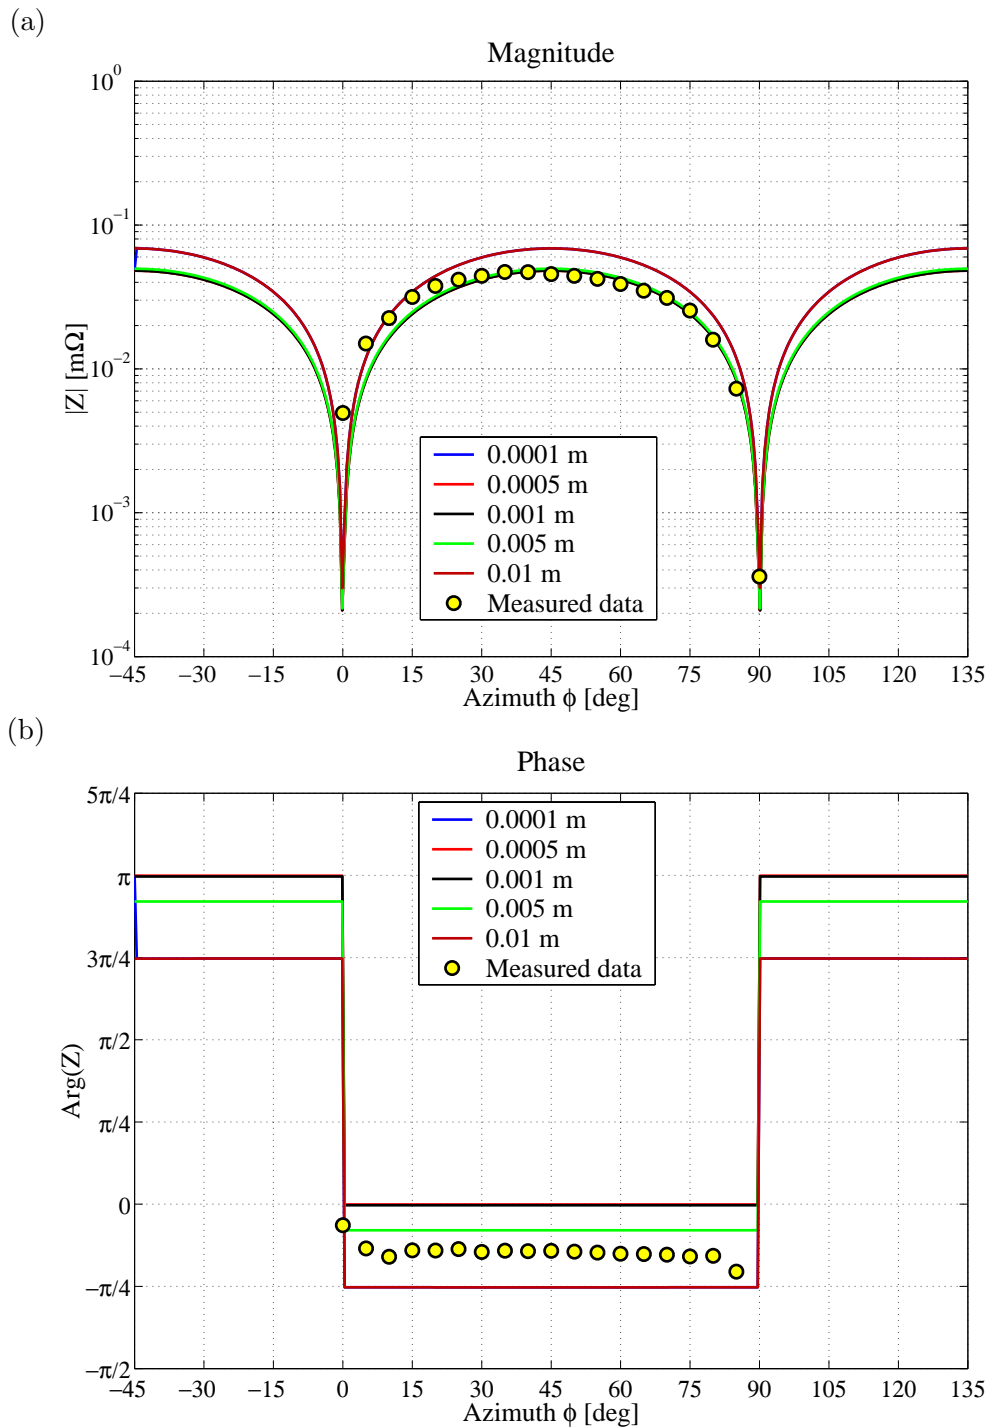 (a)
Magnitude
10⁰
10⁻¹
10⁻²
10⁻³
10⁻⁴
|Z| [mΩ]
0.0001 m
0.0005 m
0.001 m
0.005 m
0.01 m
Measured data
−45 −30 −15 0 15 30 45 60 75 90 105 120 135
Azimuth ϕ [deg]
(b)
Phase
5π/4
π
3π/4
π/2
π/4
0
−π/4
−π/2
Arg(Z)
0.0001 m
0.0005 m
0.001 m
0.005 m
0.01 m
Measured data
−45 −30 −15 0 15 30 45 60 75 90 105 120 135
Azimuth ϕ [deg]